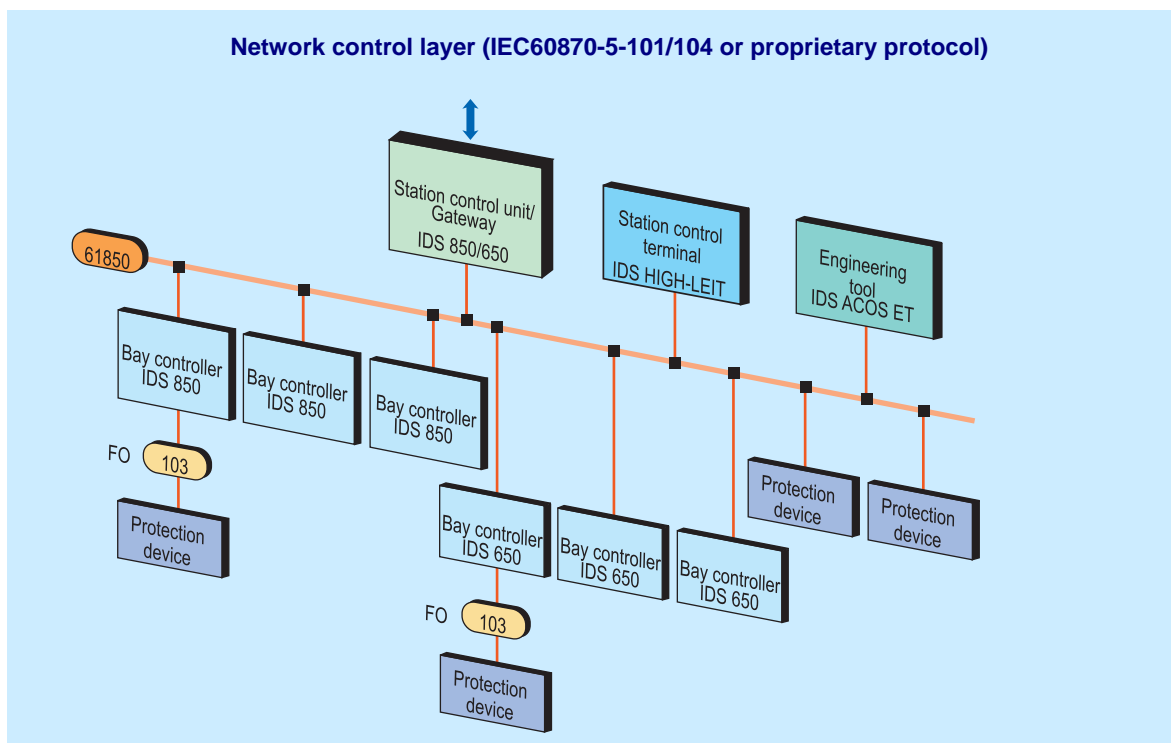 Network control layer (IEC60870-5-101/104 or proprietary protocol)
Station control unit/
Gateway
IDS 850/650
Station control
terminal
IDS HIGH-LEIT
Engineering
tool
IDS ACOS ET
61850
Bay controller
IDS 850
Bay controller
IDS 850
Bay controller
IDS 850
FO
103
Protection
device
Bay controller
IDS 650
Bay controller
IDS 650
Bay controller
IDS 650
Protection
device
Protection
device
FO
103
Protection
device